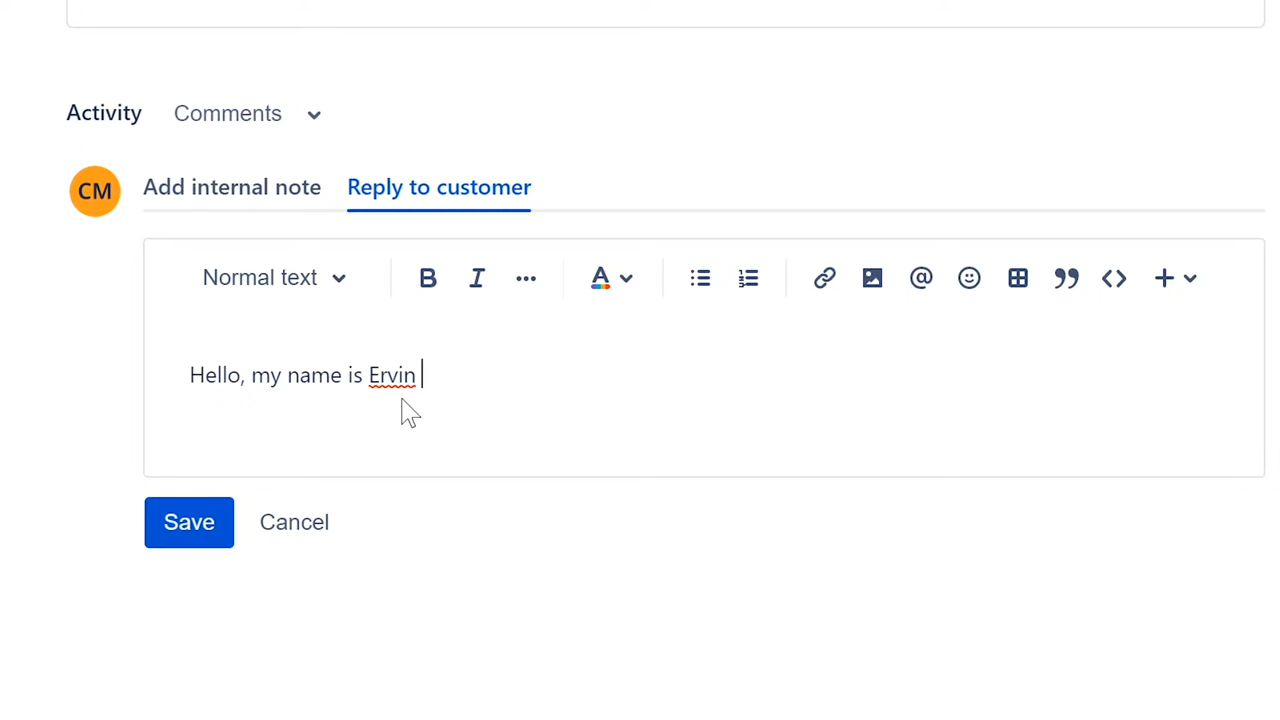 Activity Comments
CM Add internal note Reply to customer
Normal text B I ... A @ + 
Hello, my name is Ervin
Save Cancel